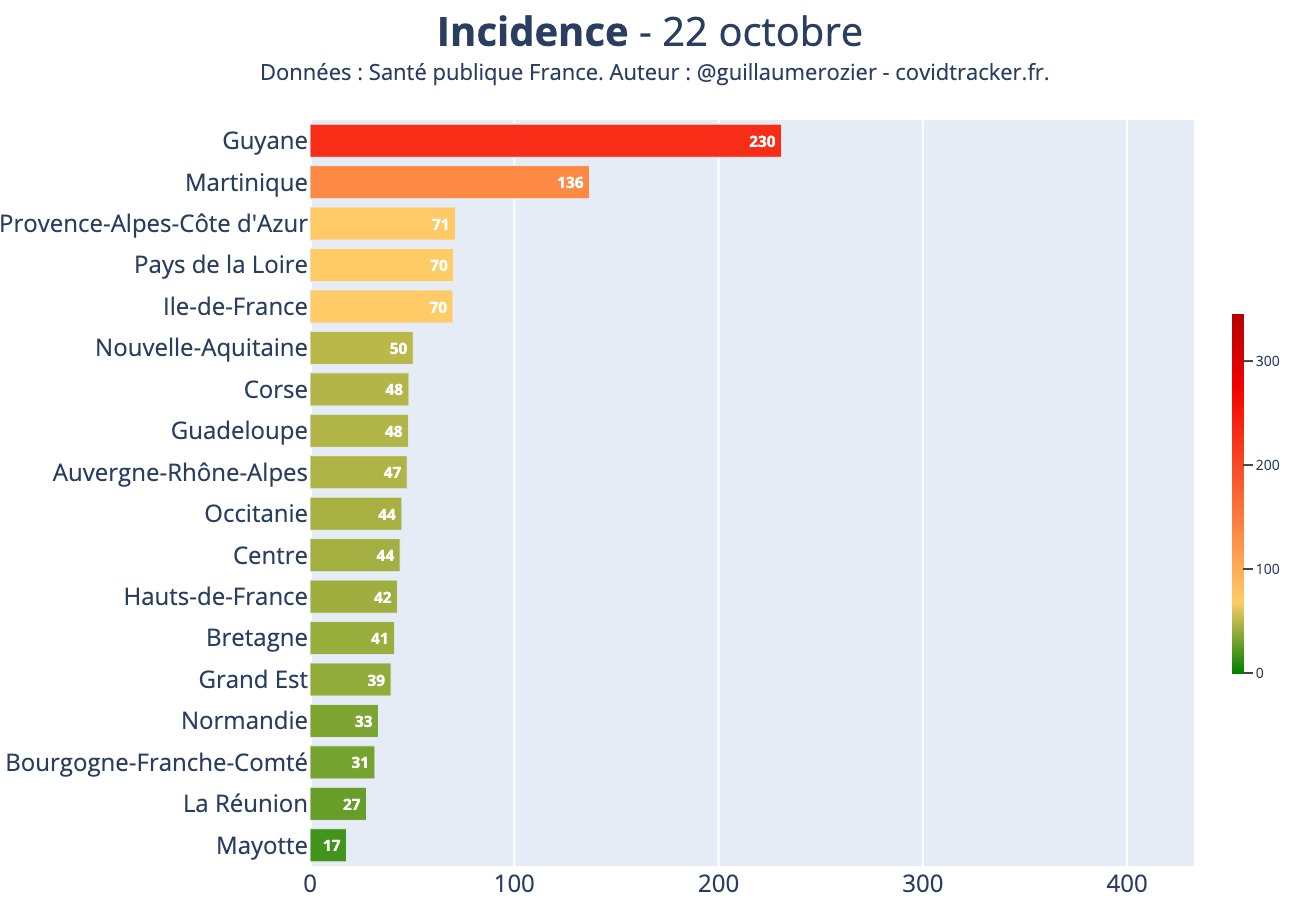 Incidence - 22 octobre
Données : Santé publique France. Auteur : @guillaumerozier - covidtracker.fr.
Guyane 230
Martinique 136
Provence-Alpes-Côte d'Azur 71
Pays de la Loire 70
Ile-de-France 70
Nouvelle-Aquitaine 50
Corse 48
Guadeloupe 48
Auvergne-Rhône-Alpes 47
Occitanie 44
Centre 44
Hauts-de-France 42
Bretagne 41
Grand Est 39
Normandie 33
Bourgogne-Franche-Comté 31
La Réunion 27
Mayotte 17
0 100 200 300 400
300
200
100
0